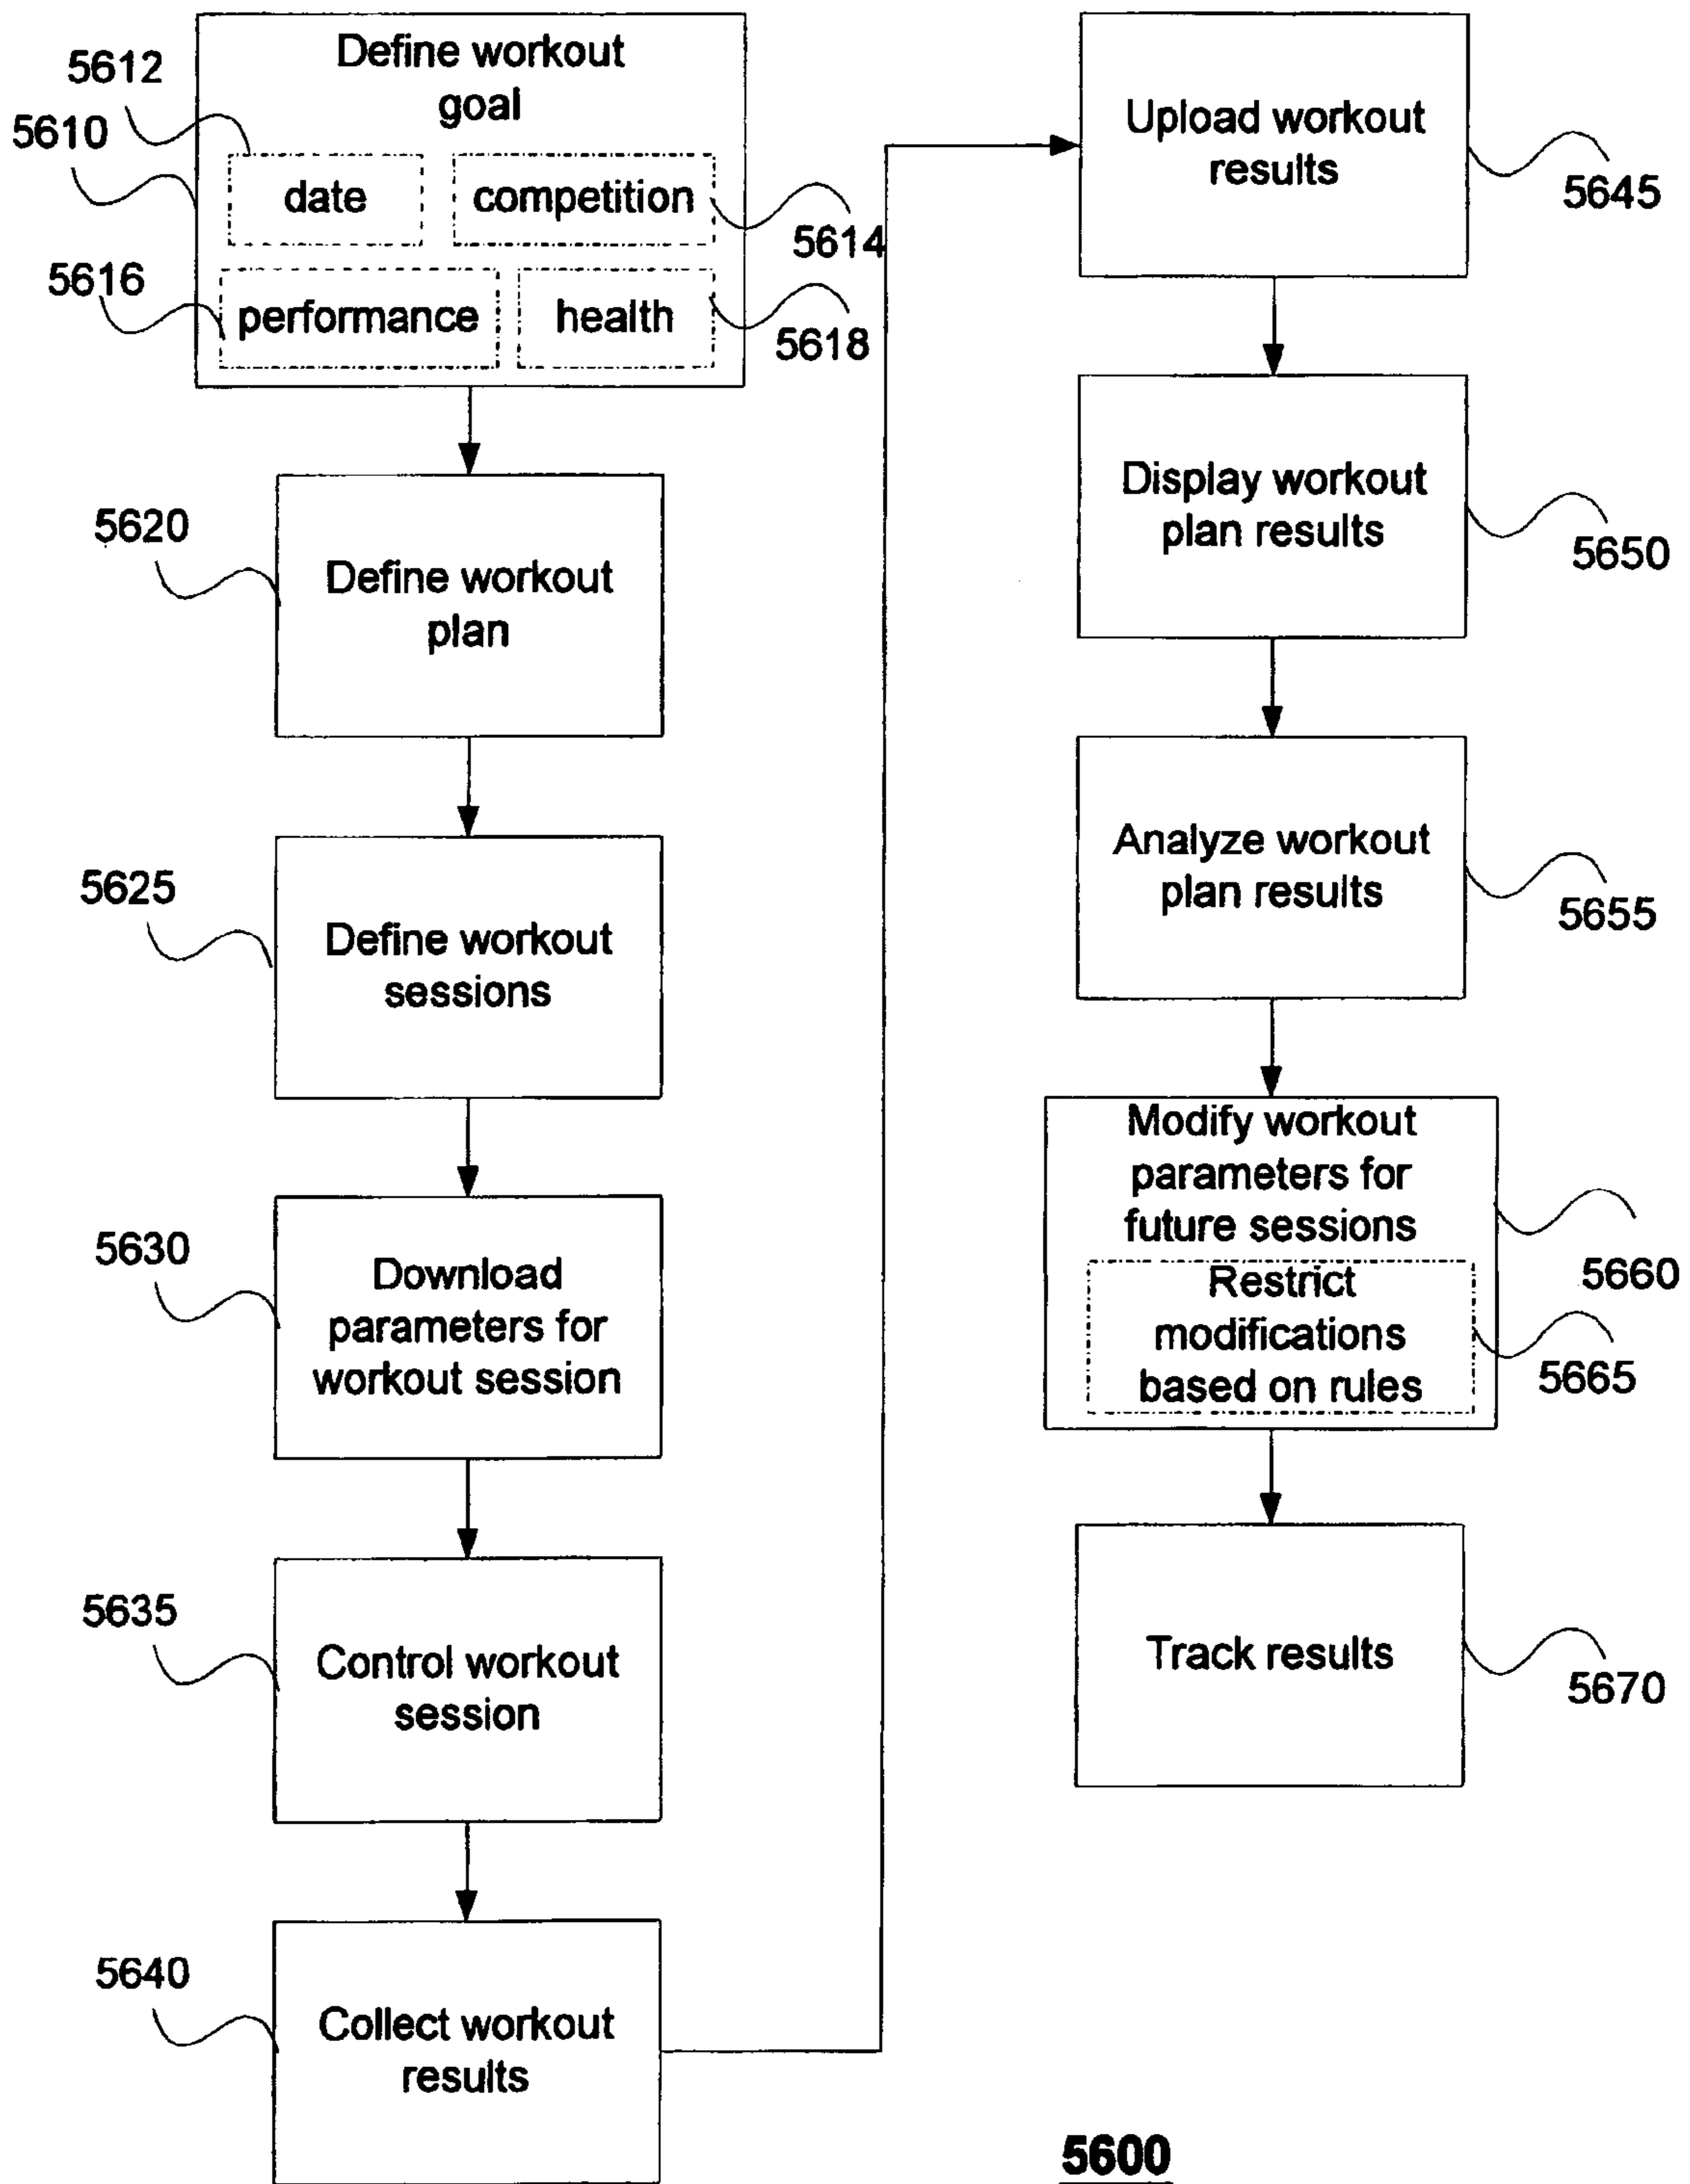 Define workout
goal
5612
5610
date
competition
5614
5616
performance
health
5618
5620
Define workout
plan
5625
Define workout
sessions
5630
Download
parameters for
workout session
5635
Control workout
session
5640
Collect workout
results
Upload workout
results
5645
Display workout
plan results
5650
Analyze workout
plan results
5655
Modify workout
parameters for
future sessions
5660
Restrict
modifications
based on rules
5665
Track results
5670
5600